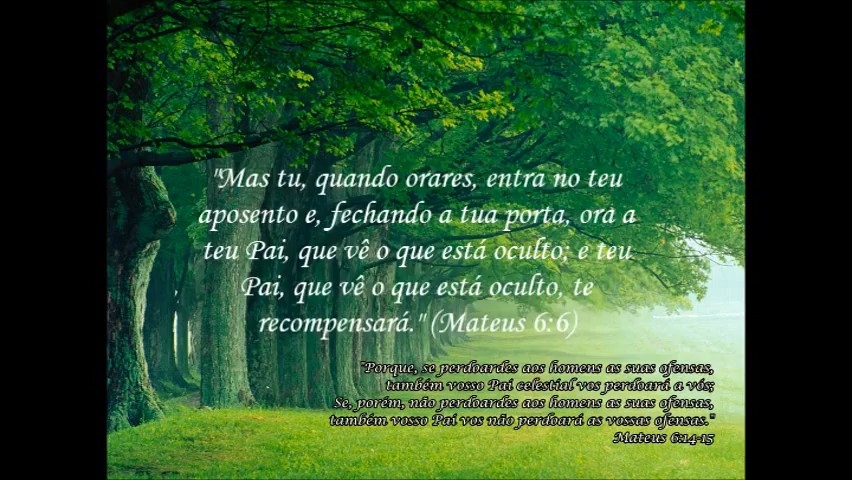 "Mas tu, quando orares, entra no teu
aposento e, fechando a tua porta, ora a
teu Pai, que vê o que está oculto; e teu
Pai, que vê o que está oculto, te
recompensará." (Mateus 6:6)
"Porque, se perdoardes aos homens as suas ofensas,
também vosso Pai celestial vos perdoará a vós;
Se, porém, não perdoardes aos homens as suas ofensas,
também vosso Pai vos não perdoará as vossas ofensas."
Mateus 6:14-15